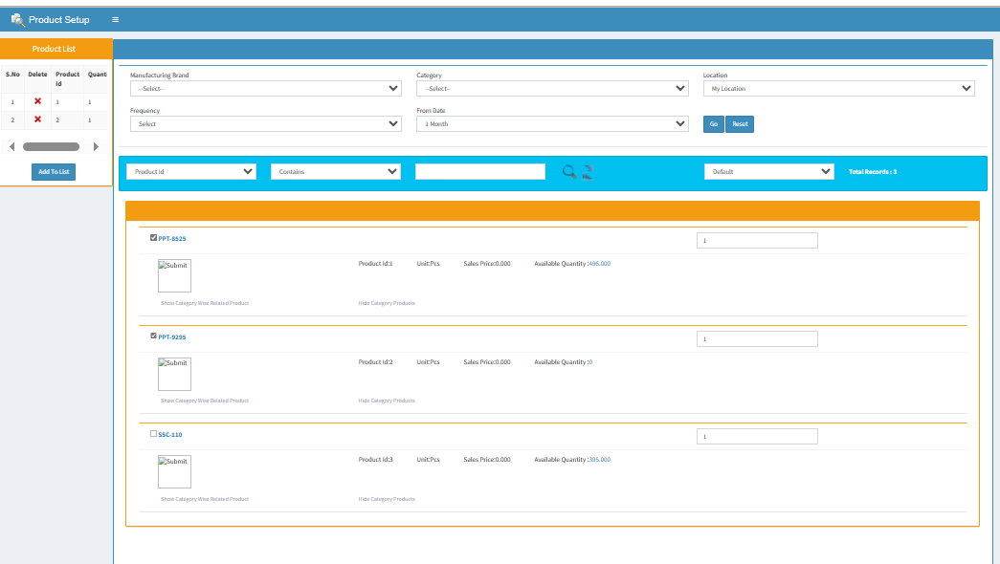 Product Setup
Product List
S.No Delete Product Id Quanti
1 1 1
2 2 1
Add To List
Manufacturing Brand Category Location
--Select-- --Select-- My Location
Frequency From Date
Select 1 Month Go Reset
Product Id Contains Default Total Records : 3
PPT-8525 1
Submit Product Id:1 Unit:Pcs Sales Price:0.000 Available Quantity :496.000
Show Category Wise Related Product Hide Category Products
PPT-9295 1
Submit Product Id:2 Unit:Pcs Sales Price:0.000 Available Quantity :0
Show Category Wise Related Product Hide Category Products
SSC-110 1
Submit Product Id:3 Unit:Pcs Sales Price:0.000 Available Quantity :395.000
Show Category Wise Related Product Hide Category Products